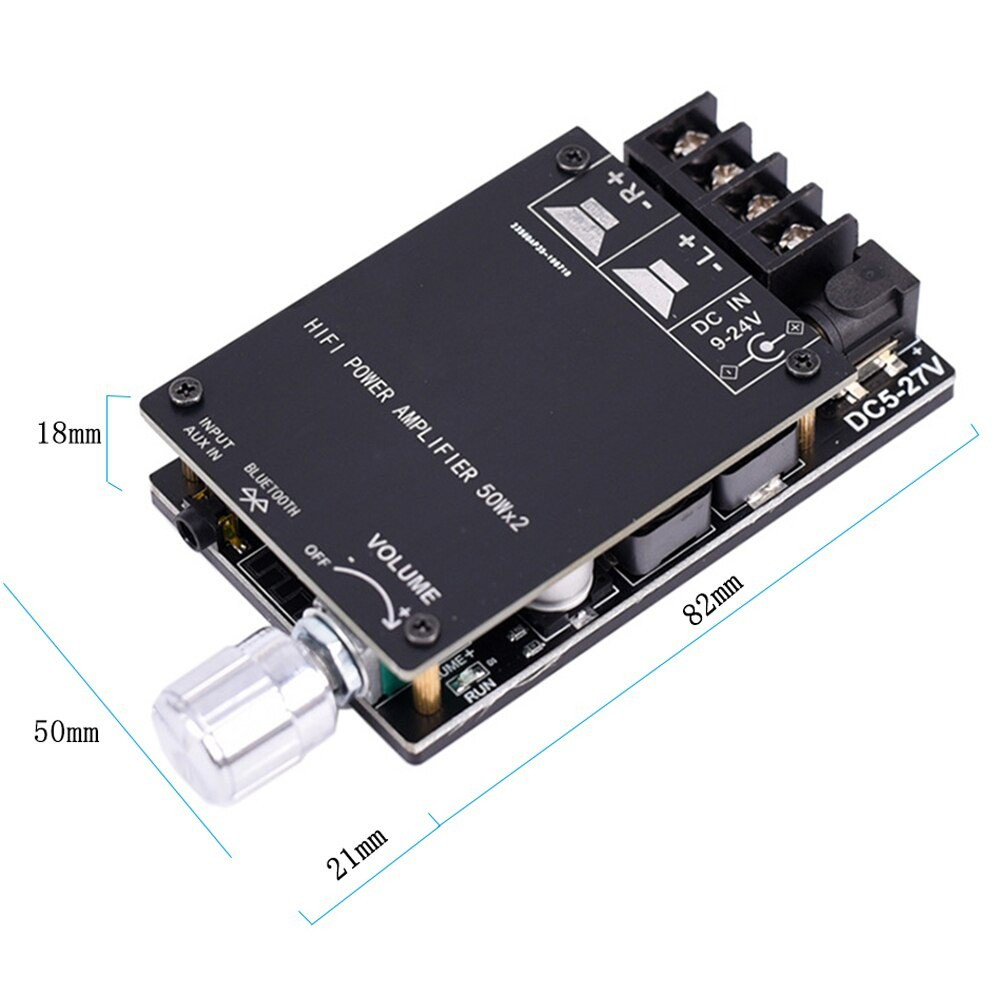 -R+
-L+
DC IN
9-24V
+
DC5-27V
HIFI POWER AMPLIFIER 50Wx2
INPUT
AUX IN
BLUETOOTH
OFF
-
VOLUME
+
UME+
RUN
18mm
50mm
21mm
82mm